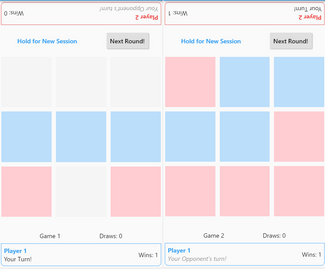 Player 2
Your Opponent's turn!
Wins: 0
Player 2
Your Turn!
Wins: 1
Hold for New Session
Next Round!
Hold for New Session
Next Round!
Game 1
Draws: 0
Game 2
Draws: 0
Player 1
Your Turn!
Wins: 1
Player 1
Your Opponent's turn!
Wins: 1